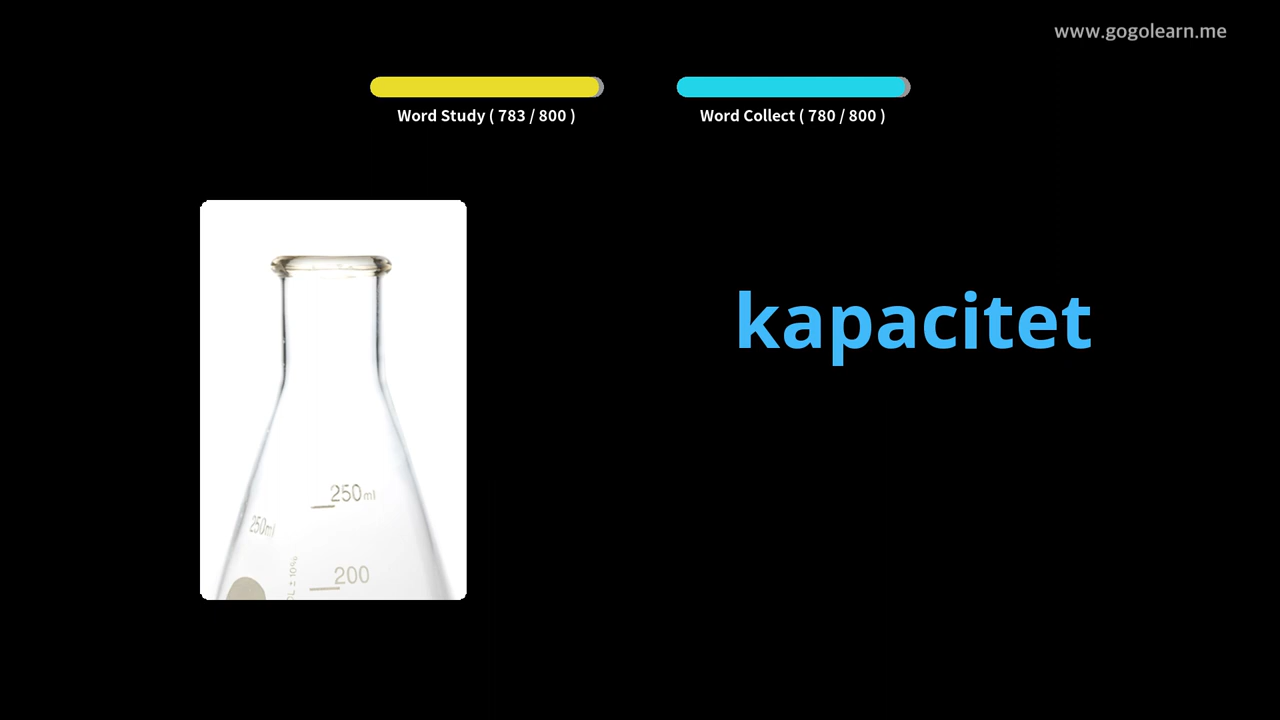 www.gogolearn.me
Word Study ( 783 / 800 )
Word Collect ( 780 / 800 )
kapacitet
250ml
250ml
200